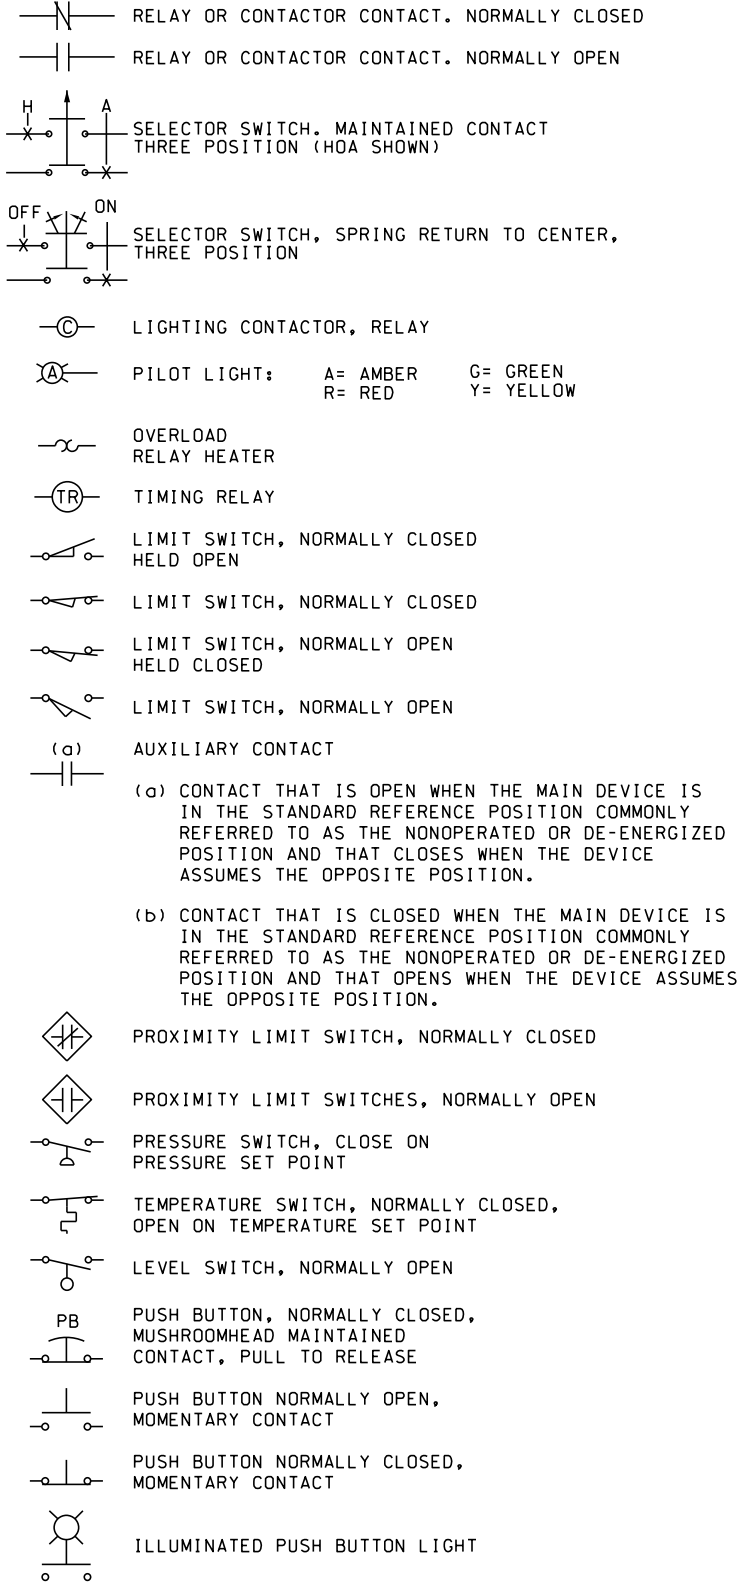 RELAY OR CONTACTOR CONTACT. NORMALLY CLOSED
RELAY OR CONTACTOR CONTACT. NORMALLY OPEN
H A
SELECTOR SWITCH. MAINTAINED CONTACT
THREE POSITION (HOA SHOWN)
OFF ON
SELECTOR SWITCH, SPRING RETURN TO CENTER,
THREE POSITION
C LIGHTING CONTACTOR, RELAY
A PILOT LIGHT: A= AMBER G= GREEN
R= RED Y= YELLOW
OVERLOAD
RELAY HEATER
TR TIMING RELAY
LIMIT SWITCH, NORMALLY CLOSED
HELD OPEN
LIMIT SWITCH, NORMALLY CLOSED
LIMIT SWITCH, NORMALLY OPEN
HELD CLOSED
LIMIT SWITCH, NORMALLY OPEN
(a) AUXILIARY CONTACT
(a) CONTACT THAT IS OPEN WHEN THE MAIN DEVICE IS
IN THE STANDARD REFERENCE POSITION COMMONLY
REFERRED TO AS THE NONOPERATED OR DE-ENERGIZED
POSITION AND THAT CLOSES WHEN THE DEVICE
ASSUMES THE OPPOSITE POSITION.
(b) CONTACT THAT IS CLOSED WHEN THE MAIN DEVICE IS
IN THE STANDARD REFERENCE POSITION COMMONLY
REFERRED TO AS THE NONOPERATED OR DE-ENERGIZED
POSITION AND THAT OPENS WHEN THE DEVICE ASSUMES
THE OPPOSITE POSITION.
PROXIMITY LIMIT SWITCH, NORMALLY CLOSED
PROXIMITY LIMIT SWITCHES, NORMALLY OPEN
PRESSURE SWITCH, CLOSE ON
PRESSURE SET POINT
TEMPERATURE SWITCH, NORMALLY CLOSED,
OPEN ON TEMPERATURE SET POINT
LEVEL SWITCH, NORMALLY OPEN
PB PUSH BUTTON, NORMALLY CLOSED,
MUSHROOMHEAD MAINTAINED
CONTACT, PULL TO RELEASE
PUSH BUTTON NORMALLY OPEN,
MOMENTARY CONTACT
PUSH BUTTON NORMALLY CLOSED,
MOMENTARY CONTACT
ILLUMINATED PUSH BUTTON LIGHT